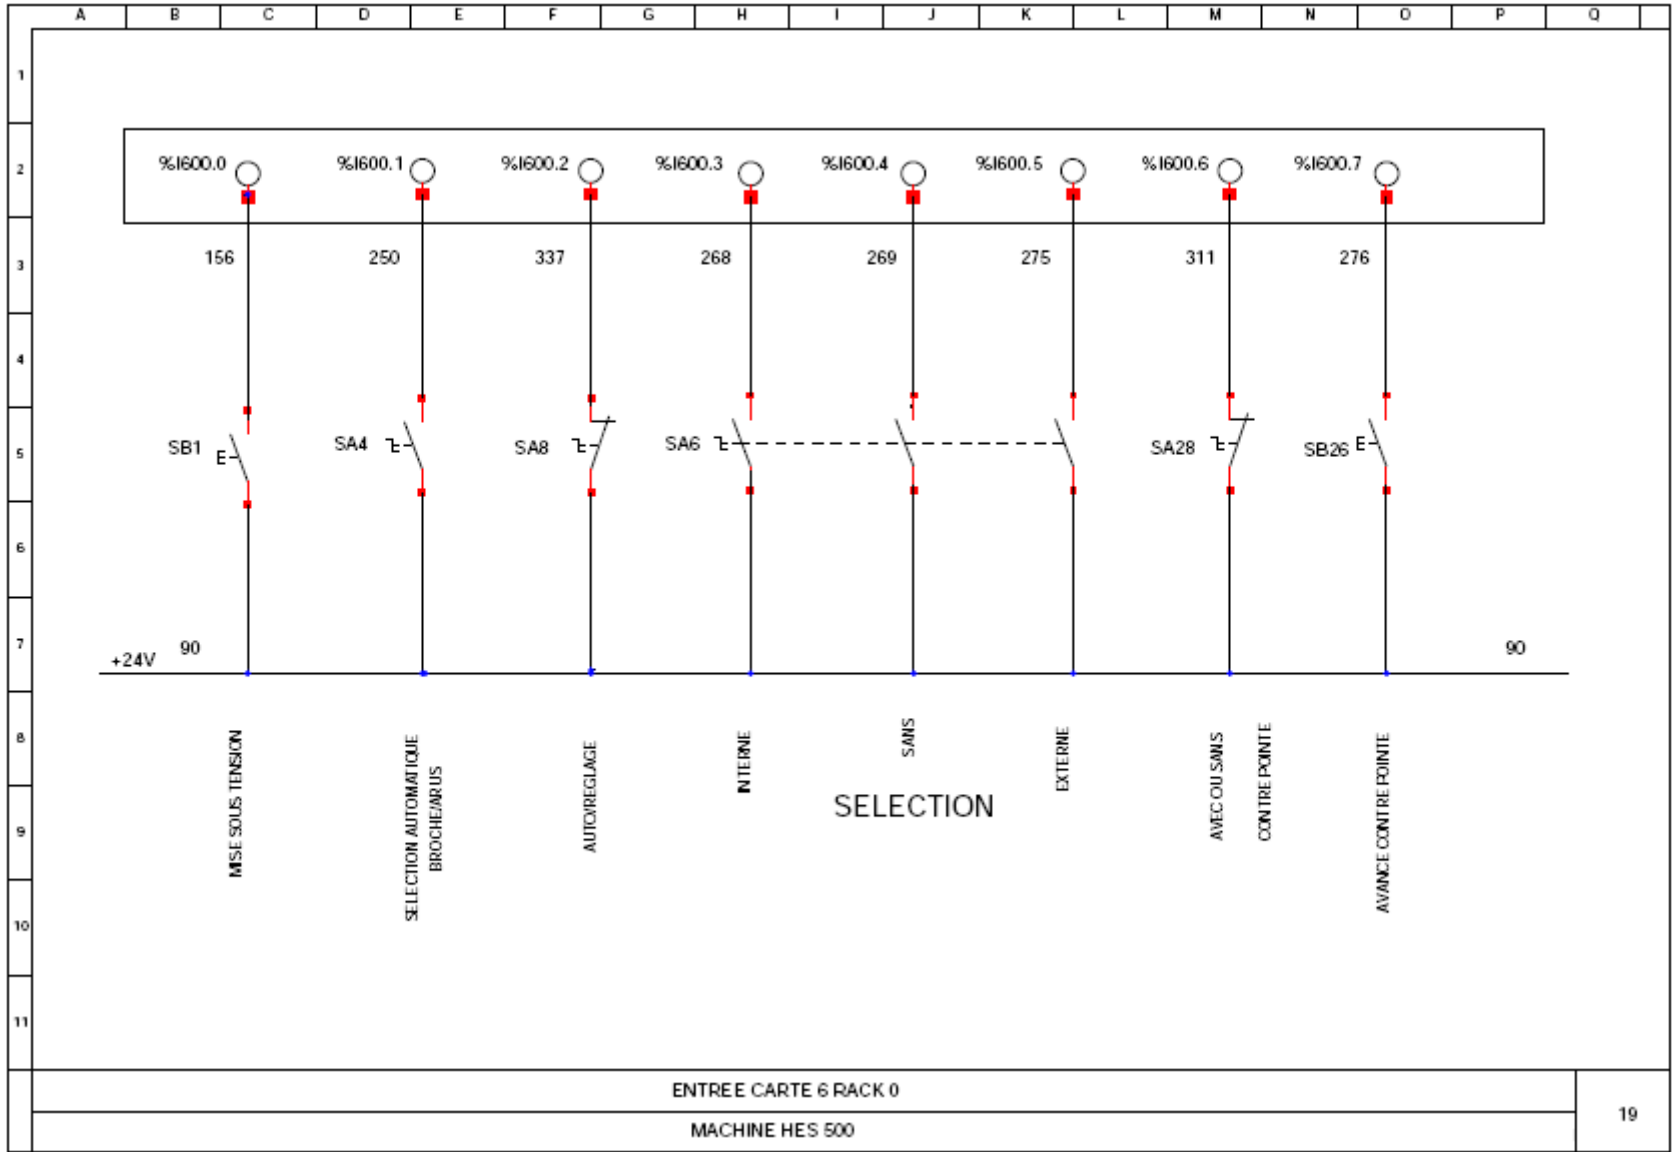 A B C D E F G H I J K L M N O P Q
1
2
%I600.0 %I600.1 %I600.2 %I600.3 %I600.4 %I600.5 %I600.6 %I600.7
3
156 250 337 268 269 275 311 276
4
5
SB1 SA4 SA8 SA6 SA28 SB26
6
7
+24V 90 90
8
MISE SOUS TENSION
SELECTION AUTOMATIQUE
BROCHE/ARUS
AUTO/REGLAGE
INTERNE
SANS
EXTERNE
AVEC OU SANS
CONTRE POINTE
AVANCE CONTRE POINTE
SELECTION
9
10
11
ENTREE CARTE 6 RACK 0
MACHINE HES 500
19